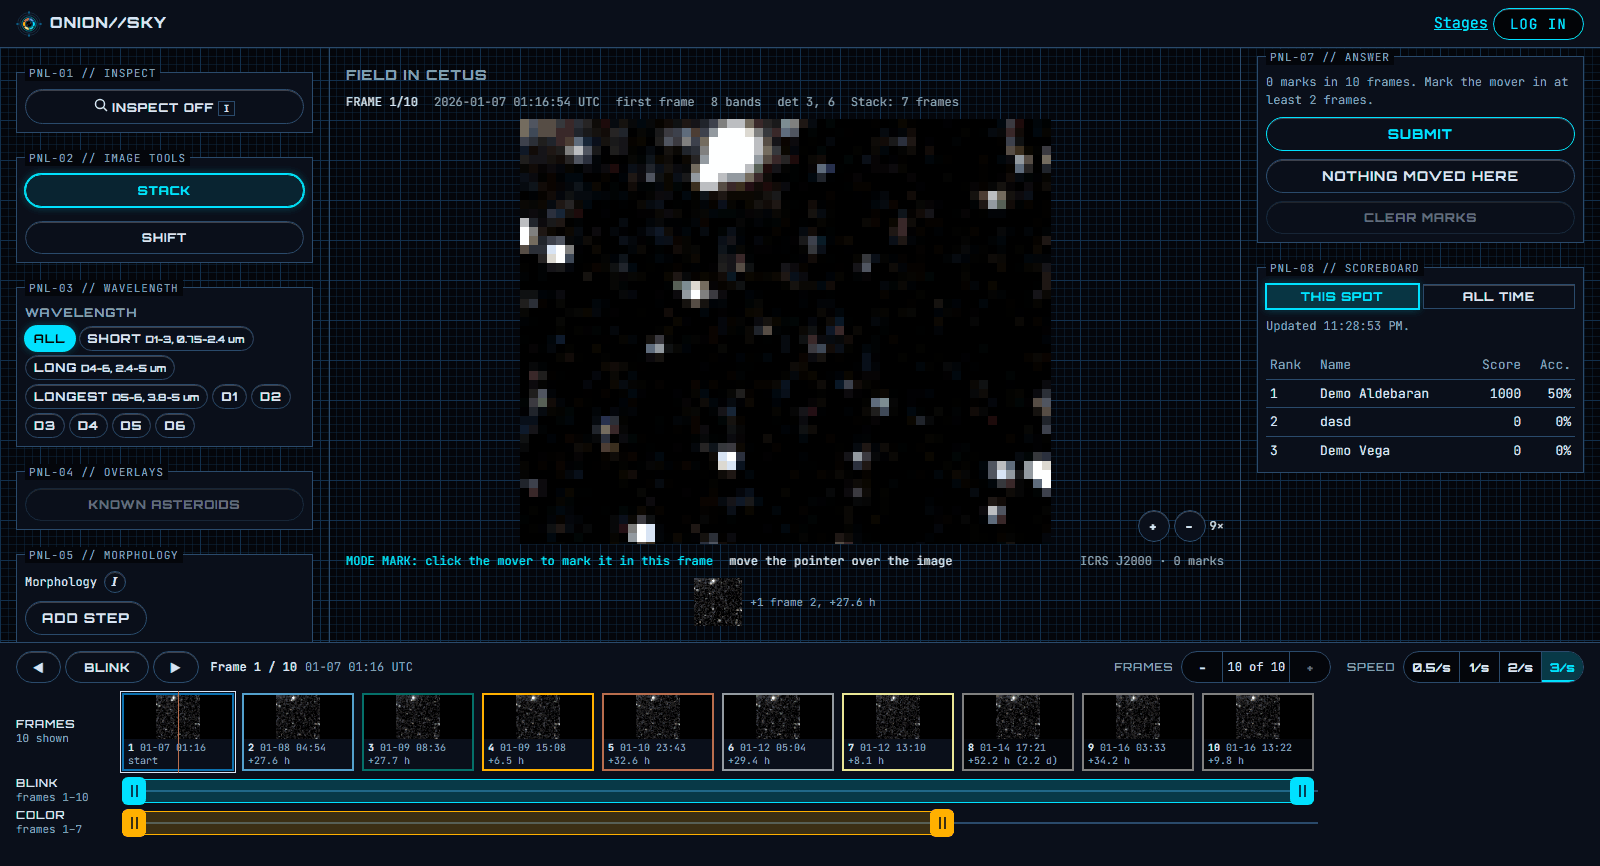 ONION//SKY
Stages
LOG IN
PNL-01 // INSPECT
INSPECT OFF I
PNL-02 // IMAGE TOOLS
STACK
SHIFT
PNL-03 // WAVELENGTH
WAVELENGTH
ALL
SHORT D1-3, 0.75-2.4 um
LONG D4-6, 2.4-5 um
LONGEST D5-6, 3.8-5 um
D1
D2
D3
D4
D5
D6
PNL-04 // OVERLAYS
KNOWN ASTEROIDS
PNL-05 // MORPHOLOGY
Morphology I
ADD STEP
FIELD IN CETUS
FRAME 1/10 2026-01-07 01:16:54 UTC first frame 8 bands det 3, 6 Stack: 7 frames
+
-
9×
MODE MARK: click the mover to mark it in this frame move the pointer over the image
ICRS J2000 · 0 marks
+1 frame 2, +27.6 h
PNL-07 // ANSWER
0 marks in 10 frames. Mark the mover in at
least 2 frames.
SUBMIT
NOTHING MOVED HERE
CLEAR MARKS
PNL-08 // SCOREBOARD
THIS SPOT
ALL TIME
Updated 11:28:53 PM.
Rank Name Score Acc.
1 Demo Aldebaran 1000 50%
2 dasd 0 0%
3 Demo Vega 0 0%
BLINK
Frame 1 / 10 01-07 01:16 UTC
FRAMES
-
10 of 10
+
SPEED
0.5/s
1/s
2/s
3/s
FRAMES
10 shown
1 01-07 01:16
start
2 01-08 04:54
+27.6 h
3 01-09 08:36
+27.7 h
4 01-09 15:08
+6.5 h
5 01-10 23:43
+32.6 h
6 01-12 05:04
+29.4 h
7 01-12 13:10
+8.1 h
8 01-14 17:21
+52.2 h (2.2 d)
9 01-16 03:33
+34.2 h
10 01-16 13:22
+9.8 h
BLINK
frames 1–10
COLOR
frames 1–7